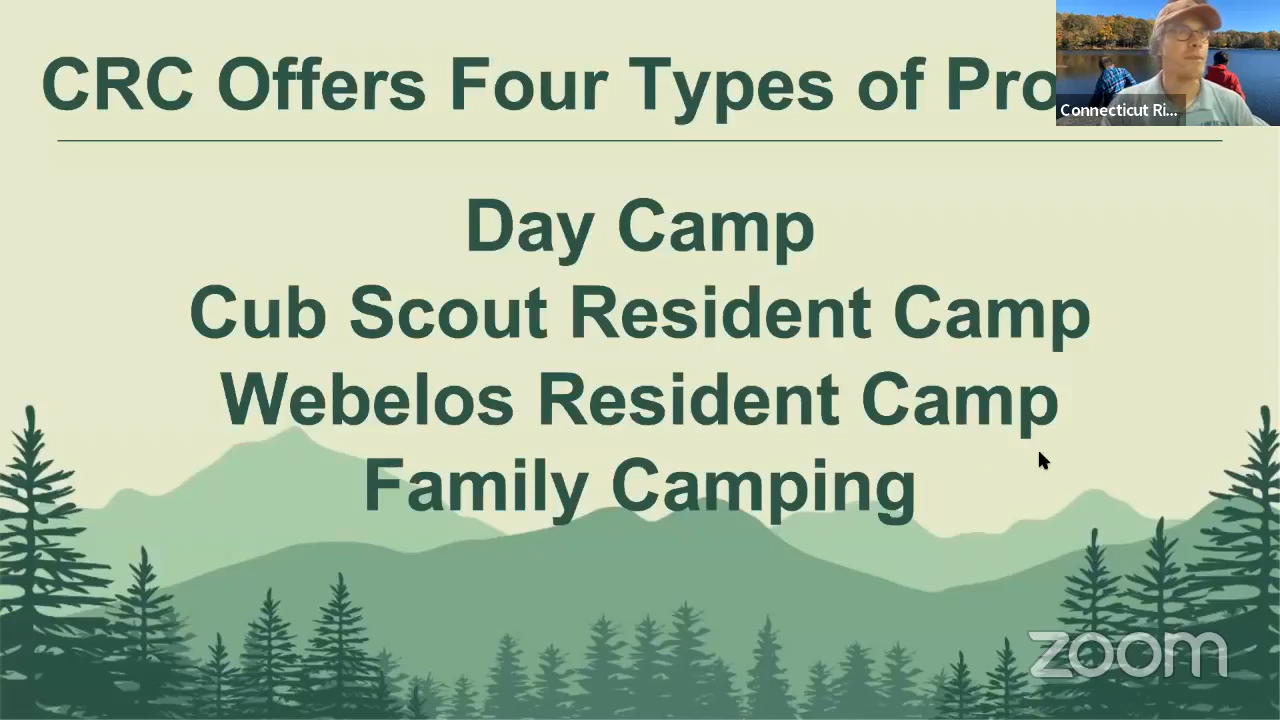 CRC Offers Four Types of Pro
Connecticut Ri...
Day Camp
Cub Scout Resident Camp
Webelos Resident Camp
Family Camping
zoom